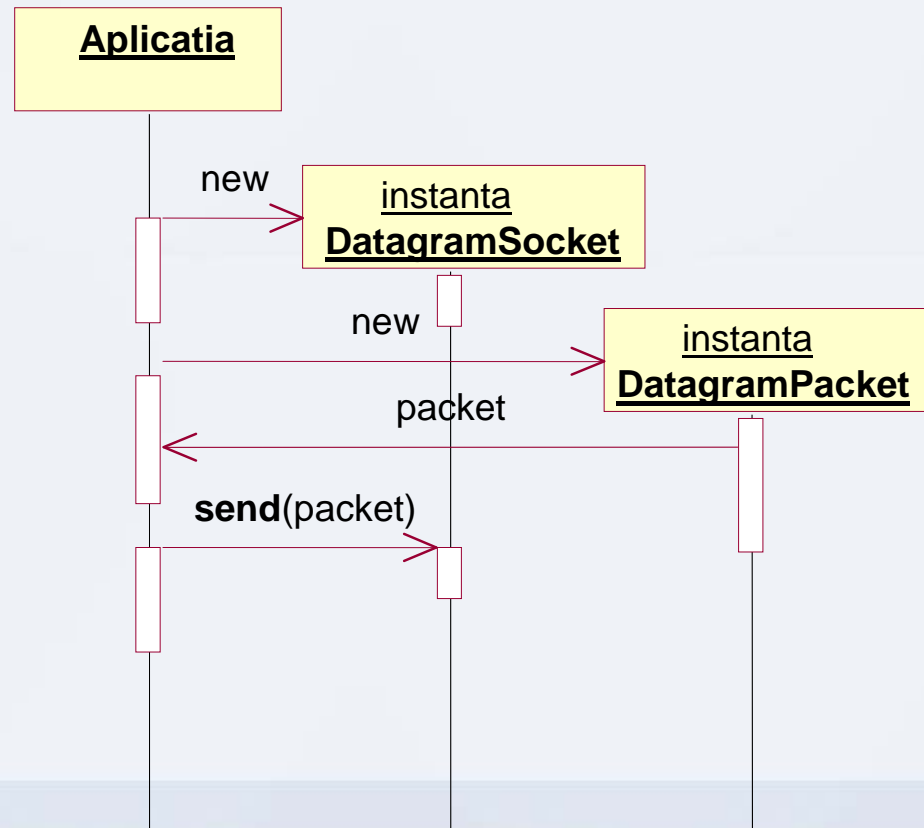 Aplicatia
new
instanta
DatagramSocket
new
instanta
DatagramPacket
packet
send(packet)